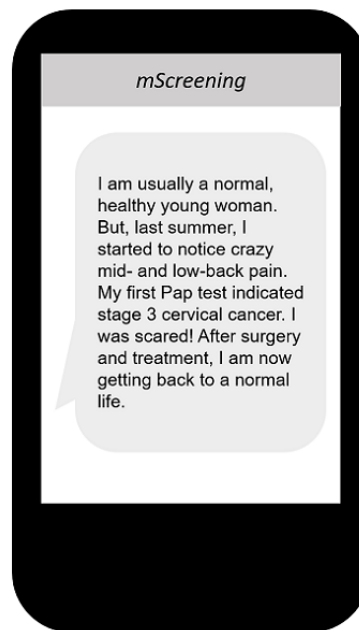 mScreening
I am usually a normal,
healthy young woman.
But, last summer, I
started to notice crazy
mid- and low-back pain.
My first Pap test indicated
stage 3 cervical cancer. I
was scared! After surgery
and treatment, I am now
getting back to a normal
life.